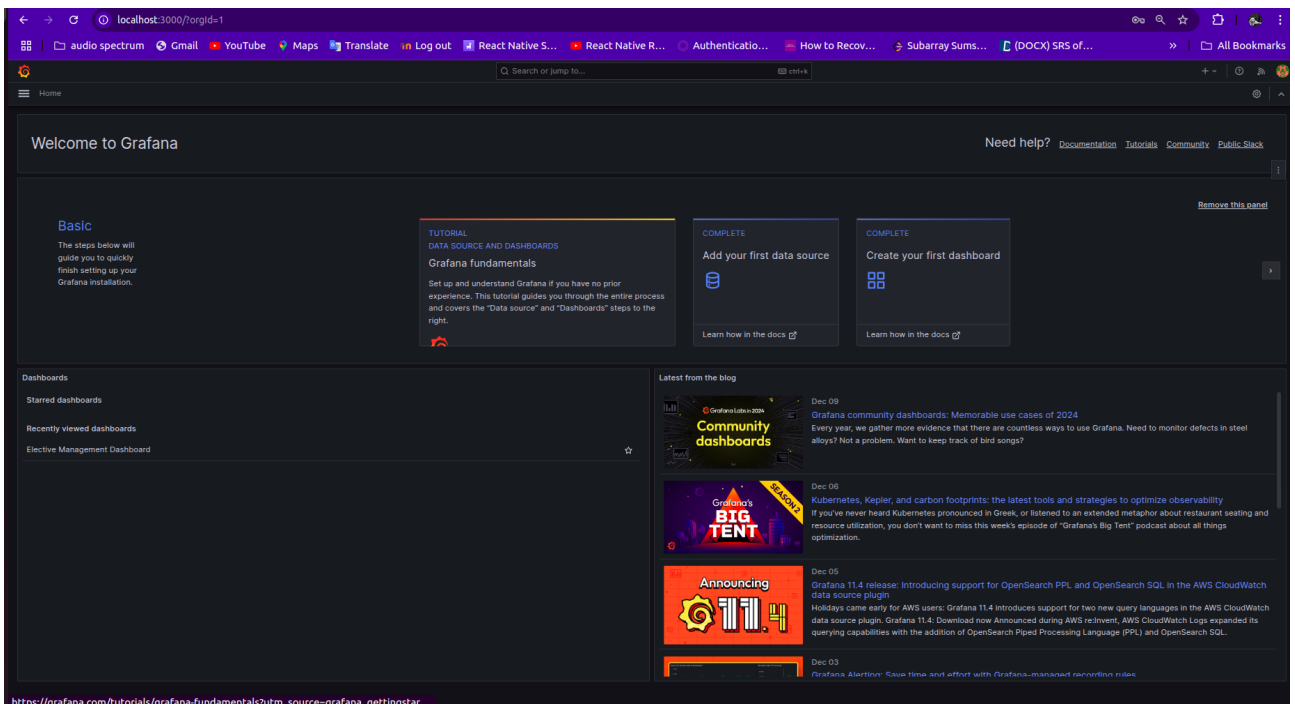 localhost:3000/?orgId=1
audio spectrum Gmail YouTube Maps Translate Log out React Native S... React Native R... Authenticatio... How to Recov... Subarray Sums... (DOCX) SRS of... » All Bookmarks
Search or jump to... ctrl+k
Home
Welcome to Grafana
Need help? Documentation Tutorials Community Public Slack
Remove this panel
Basic
The steps below will
guide you to quickly
finish setting up your
Grafana installation.
TUTORIAL
DATA SOURCE AND DASHBOARDS
Grafana fundamentals
Set up and understand Grafana if you have no prior
experience. This tutorial guides you through the entire process
and covers the "Data source" and "Dashboards" steps to the
right.
COMPLETE
Add your first data source
Learn how in the docs
COMPLETE
Create your first dashboard
Learn how in the docs
Dashboards
Starred dashboards
Recently viewed dashboards
Elective Management Dashboard
Latest from the blog
Grafana Labs in 2024
Community
dashboards
Dec 09
Grafana community dashboards: Memorable use cases of 2024
Every year, we gather more evidence that there are countless ways to use Grafana. Need to monitor defects in steel
alloys? Not a problem. Want to keep track of bird songs?
Grafana's
BIG
TENT
SEASON 2
Dec 06
Kubernetes, Kepler, and carbon footprints: the latest tools and strategies to optimize observability
If you've never heard Kubernetes pronounced in Greek, or listened to an extended metaphor about restaurant seating and
resource utilization, you don't want to miss this week's episode of "Grafana's Big Tent" podcast about all things
optimization.
Announcing
11.4
Dec 05
Grafana 11.4 release: Introducing support for OpenSearch PPL and OpenSearch SQL in the AWS CloudWatch
data source plugin
Holidays came early for AWS users: Grafana 11.4 introduces support for two new query languages in the AWS CloudWatch
data source plugin. Grafana 11.4: Download now Announced during AWS re:Invent, AWS CloudWatch Logs expanded its
querying capabilities with the addition of OpenSearch Piped Processing Language (PPL) and OpenSearch SQL.
Dec 03
Grafana Alerting: Save time and effort with Grafana-managed recording rules
https://grafana.com/tutorials/grafana-fundamentals?utm_source=grafana_gettingstar...